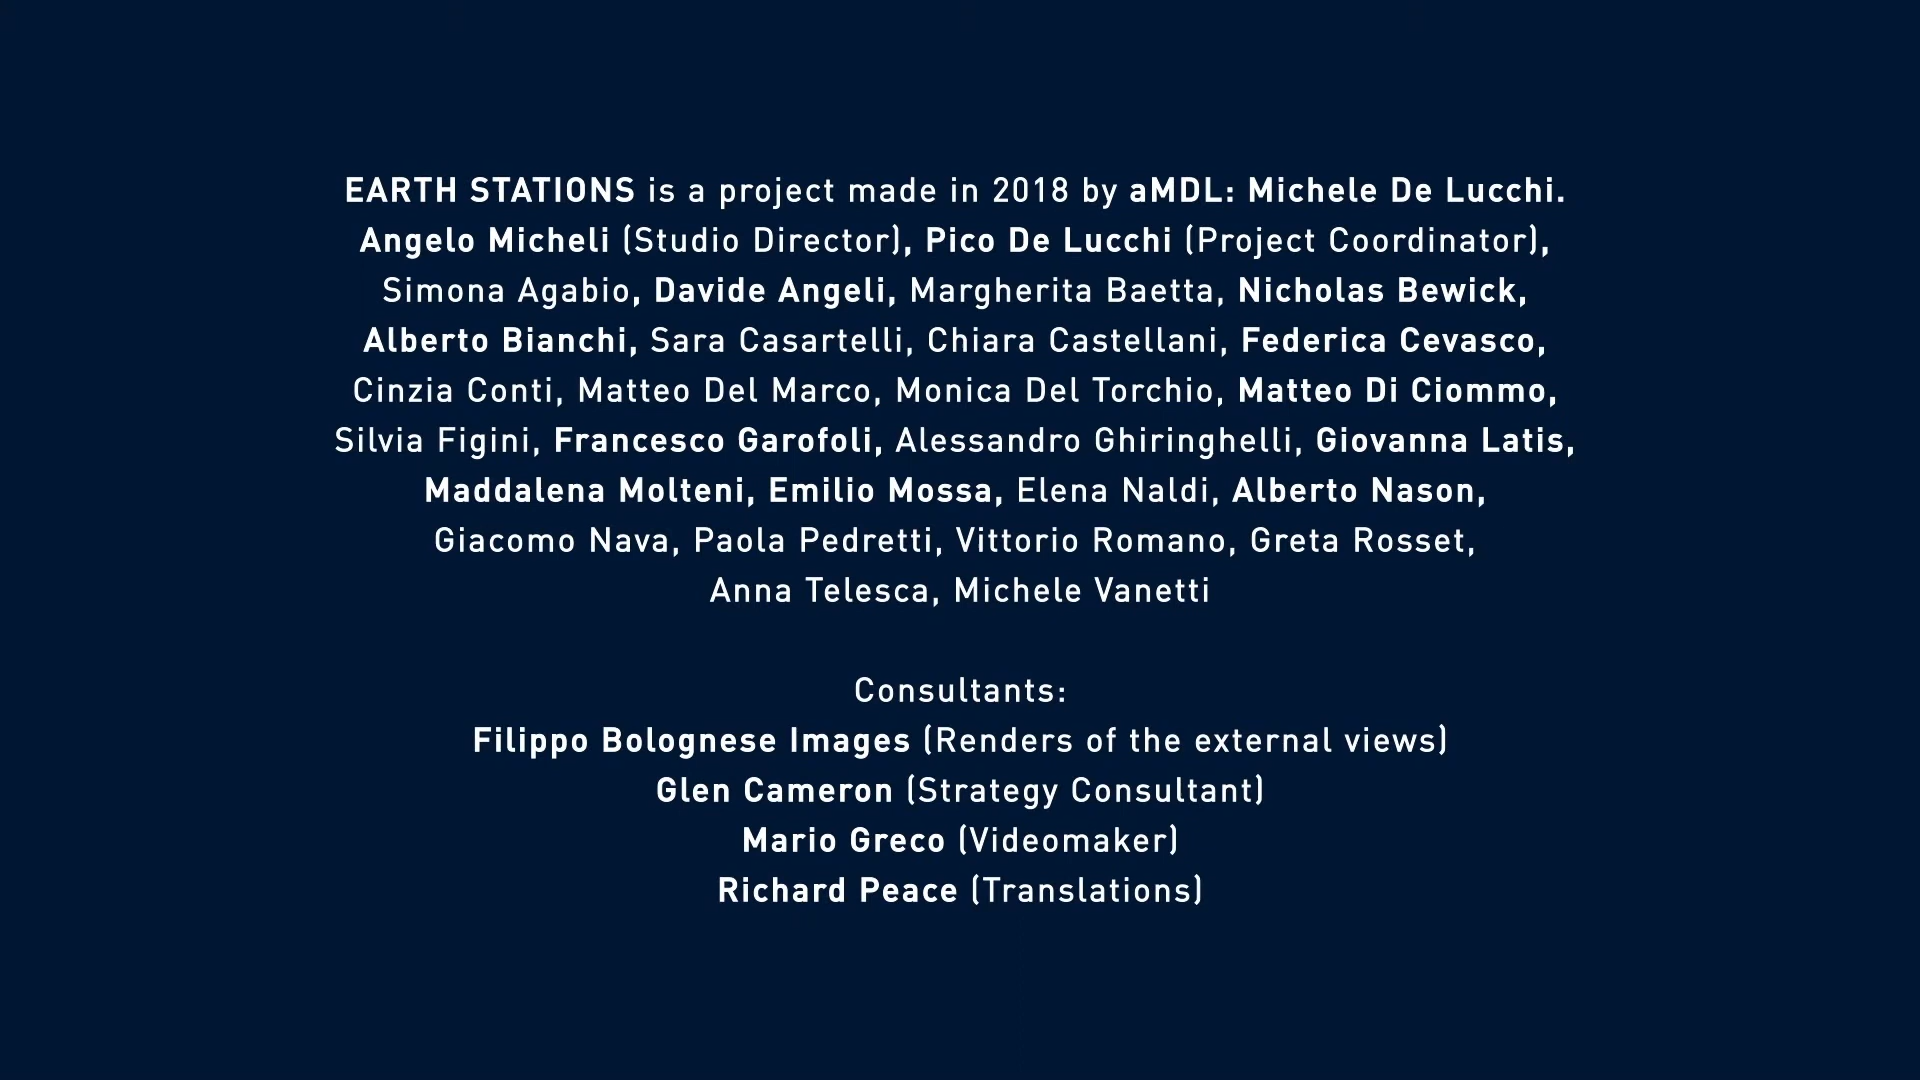 EARTH STATIONS is a project made in 2018 by aMDL: Michele De Lucchi.
Angelo Micheli (Studio Director), Pico De Lucchi (Project Coordinator),
Simona Agabio, Davide Angeli, Margherita Baetta, Nicholas Bewick,
Alberto Bianchi, Sara Casartelli, Chiara Castellani, Federica Cevasco,
Cinzia Conti, Matteo Del Marco, Monica Del Torchio, Matteo Di Ciommo,
Silvia Figini, Francesco Garofoli, Alessandro Ghiringhelli, Giovanna Latis,
Maddalena Molteni, Emilio Mossa, Elena Naldi, Alberto Nason,
Giacomo Nava, Paola Pedretti, Vittorio Romano, Greta Rosset,
Anna Telesca, Michele Vanetti
Consultants:
Filippo Bolognese Images (Renders of the external views)
Glen Cameron (Strategy Consultant)
Mario Greco (Videomaker)
Richard Peace (Translations)